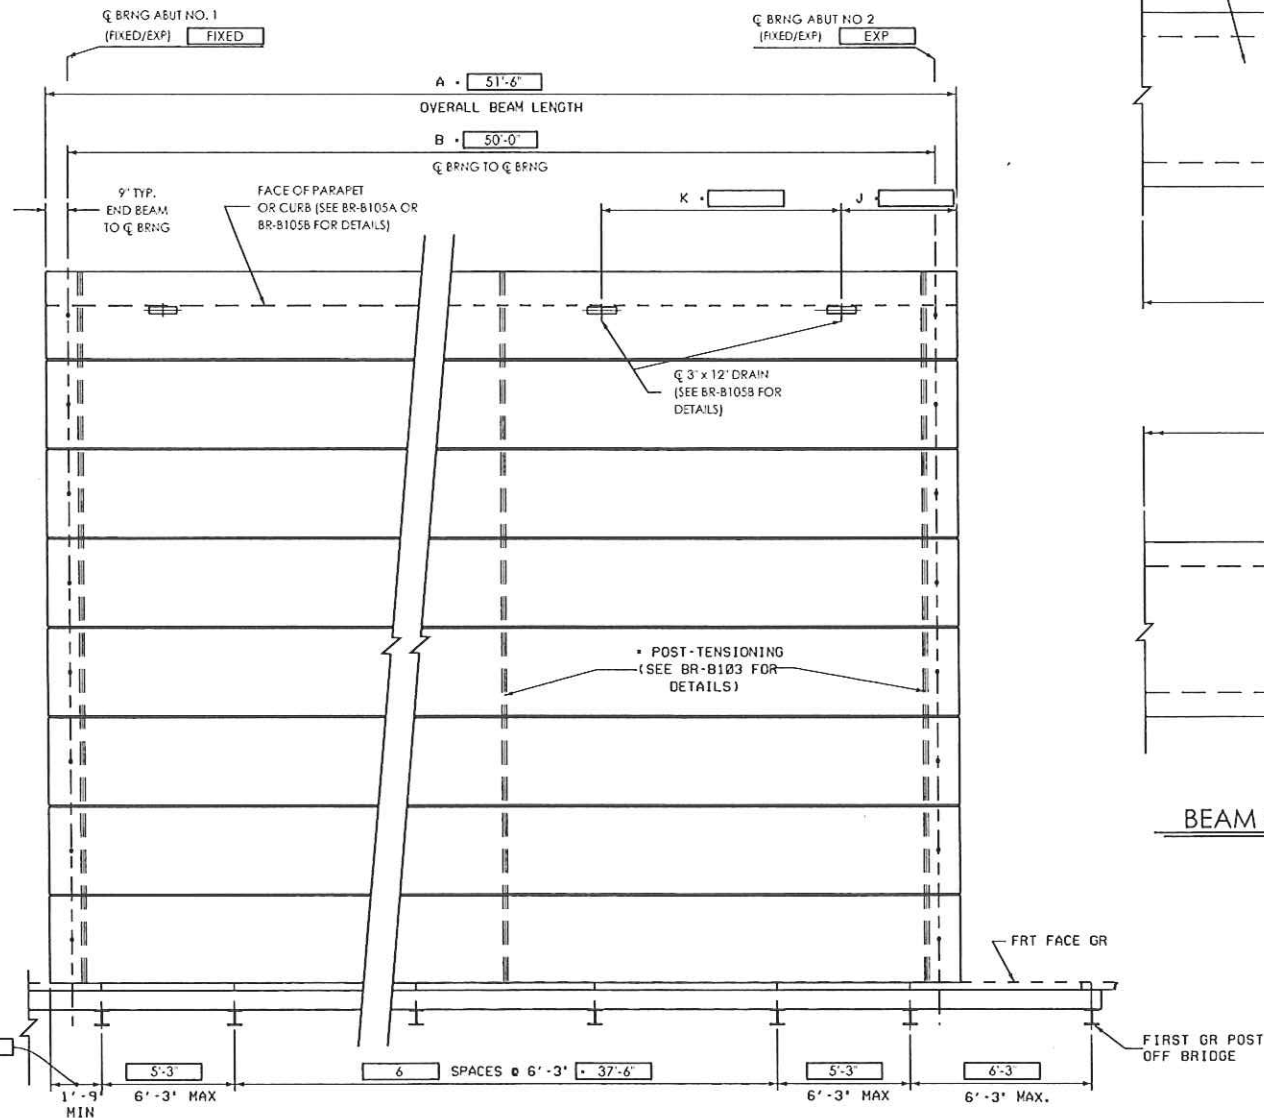 ℄ BRNG ABUT NO. 1
(FIXED/EXP) FIXED
℄ BRNG ABUT NO 2
(FIXED/EXP) EXP
A = 51'-6"
OVERALL BEAM LENGTH
B = 50'-0"
℄ BRNG TO ℄ BRNG
9" TYP.
END BEAM
TO ℄ BRNG
FACE OF PARAPET
OR CURB (SEE BR-B105A OR
BR-B105B FOR DETAILS)
K =
J =
℄ 3" x 12" DRAIN
(SEE BR-B105B FOR
DETAILS)
* POST-TENSIONING
(SEE BR-B103 FOR
DETAILS)
BEAM
FRT FACE GR
FIRST GR POST
OFF BRIDGE
1'-9"
MIN
5'-3"
6'-3" MAX
6 SPACES @ 6'-3" = 37'-6"
5'-3"
6'-3" MAX
6'-3"
6'-3" MAX.